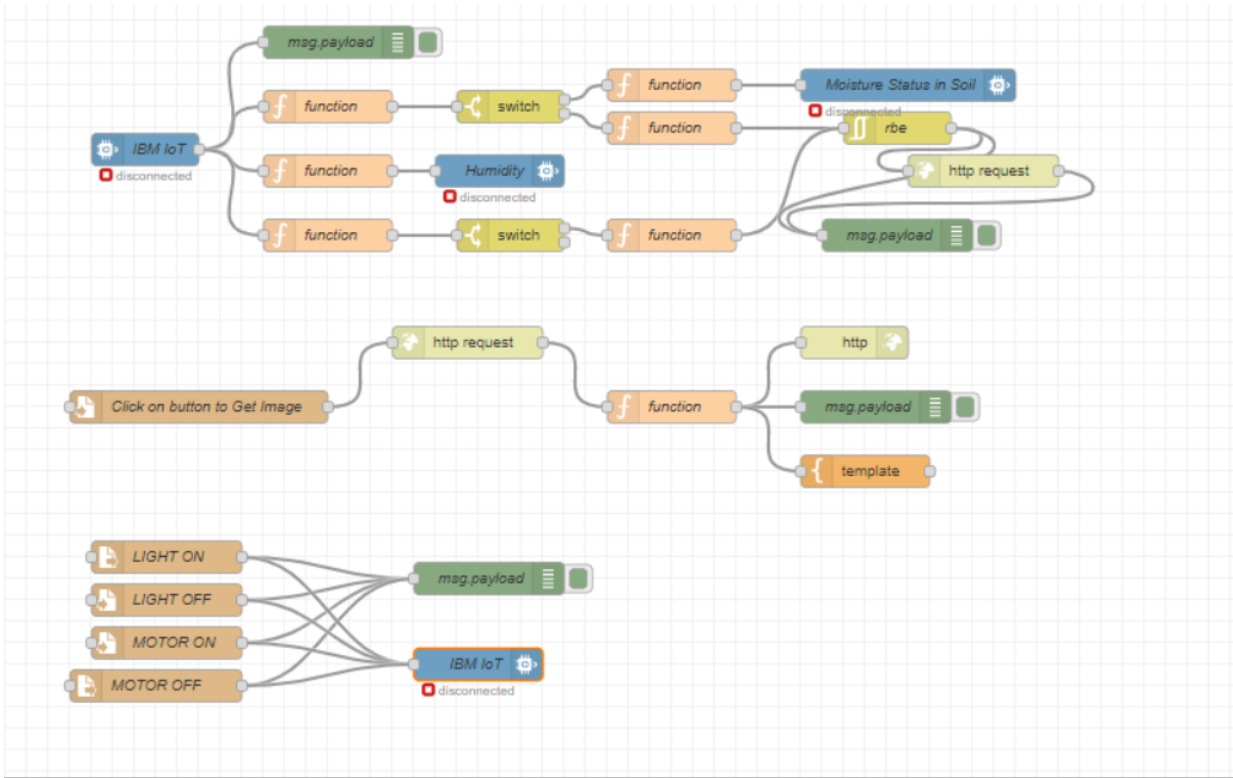 msg.payload
function
switch
function
Moisture Status in Soil
disconnected
function
rbe
IBM IoT
disconnected
function
Humidity
disconnected
http request
function
switch
function
msg.payload
http request
http
Click on button to Get Image
function
msg.payload
template
LIGHT ON
msg.payload
LIGHT OFF
MOTOR ON
IBM IoT
disconnected
MOTOR OFF